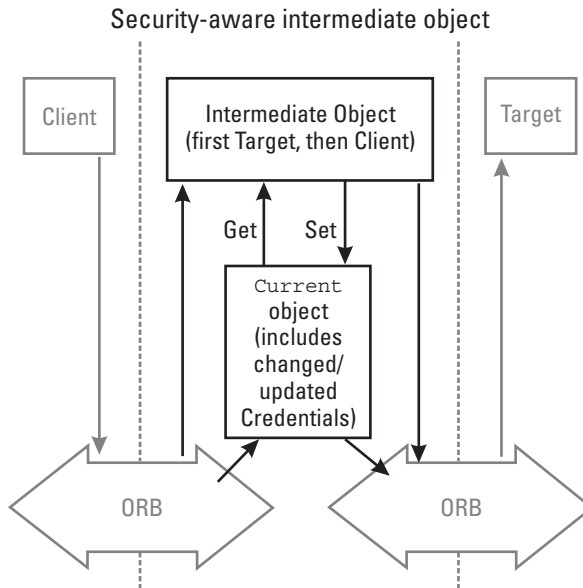 Security-aware intermediate object
Client
Intermediate Object
(first Target, then Client)
Target
Get
Set
Current
object
(includes
changed/
updated
Credentials)
ORB
ORB